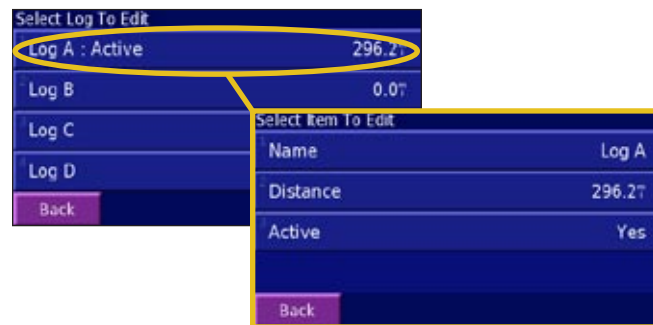 Select Log To Edit
Log A : Active 296.2
Log B 0.0
Log C
Log D
Back
Select Item To Edit
Name Log A
Distance 296.2
Active Yes
Back